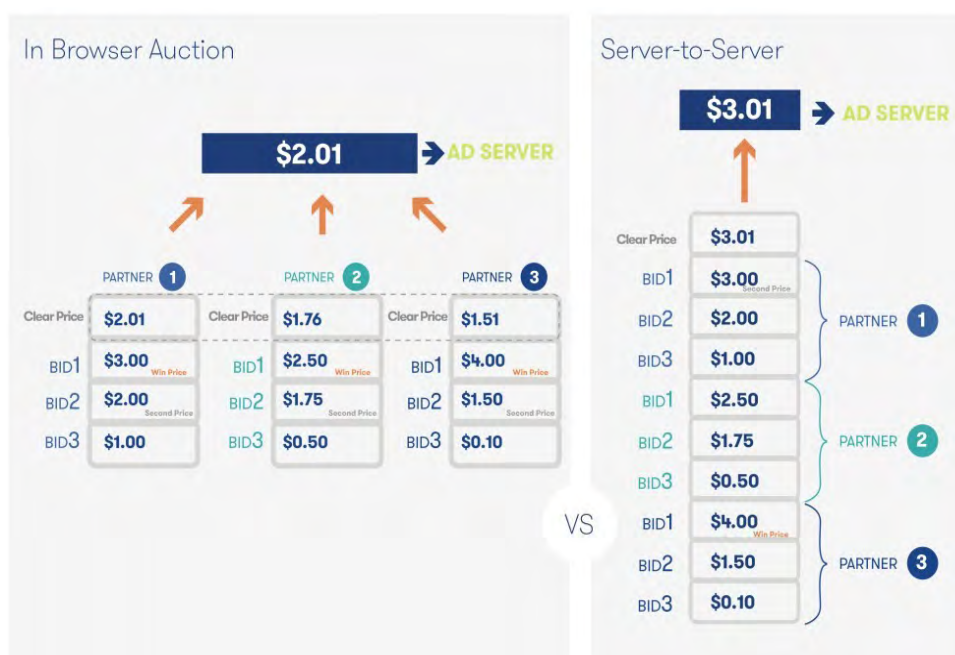 In Browser Auction
$2.01
AD SERVER
PARTNER 1
PARTNER 2
PARTNER 3
Clear Price $2.01
Clear Price $1.76
Clear Price $1.51
BID1 $3.00 Win Price
BID1 $2.50 Win Price
BID1 $4.00 Win Price
BID2 $2.00 Second Price
BID2 $1.75 Second Price
BID2 $1.50 Second Price
BID3 $1.00
BID3 $0.50
BID3 $0.10
VS
Server-to-Server
$3.01
AD SERVER
Clear Price $3.01
BID1 $3.00 Second Price
BID2 $2.00 PARTNER 1
BID3 $1.00
BID1 $2.50
BID2 $1.75 PARTNER 2
BID3 $0.50
BID1 $4.00 Win Price
BID2 $1.50 PARTNER 3
BID3 $0.10